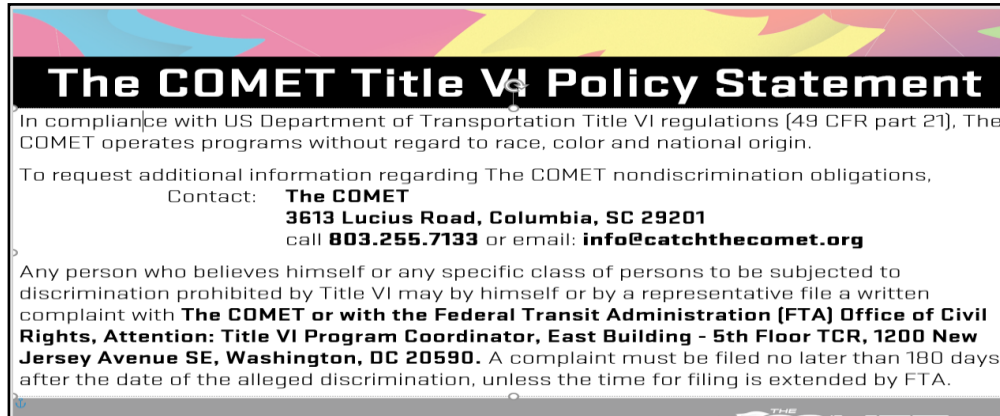 The COMET Title VI Policy Statement
In compliance with US Department of Transportation Title VI regulations (49 CFR part 21), The
COMET operates programs without regard to race, color and national origin.
To request additional information regarding The COMET nondiscrimination obligations,
Contact: The COMET
3613 Lucius Road, Columbia, SC 29201
call 803.255.7133 or email: info@catchthecomet.org
Any person who believes himself or any specific class of persons to be subjected to
discrimination prohibited by Title VI may by himself or by a representative file a written
complaint with The COMET or with the Federal Transit Administration (FTA) Office of Civil
Rights, Attention: Title VI Program Coordinator, East Building - 5th Floor TCR, 1200 New
Jersey Avenue SE, Washington, DC 20590. A complaint must be filed no later than 180 days
after the date of the alleged discrimination, unless the time for filing is extended by FTA.
THE